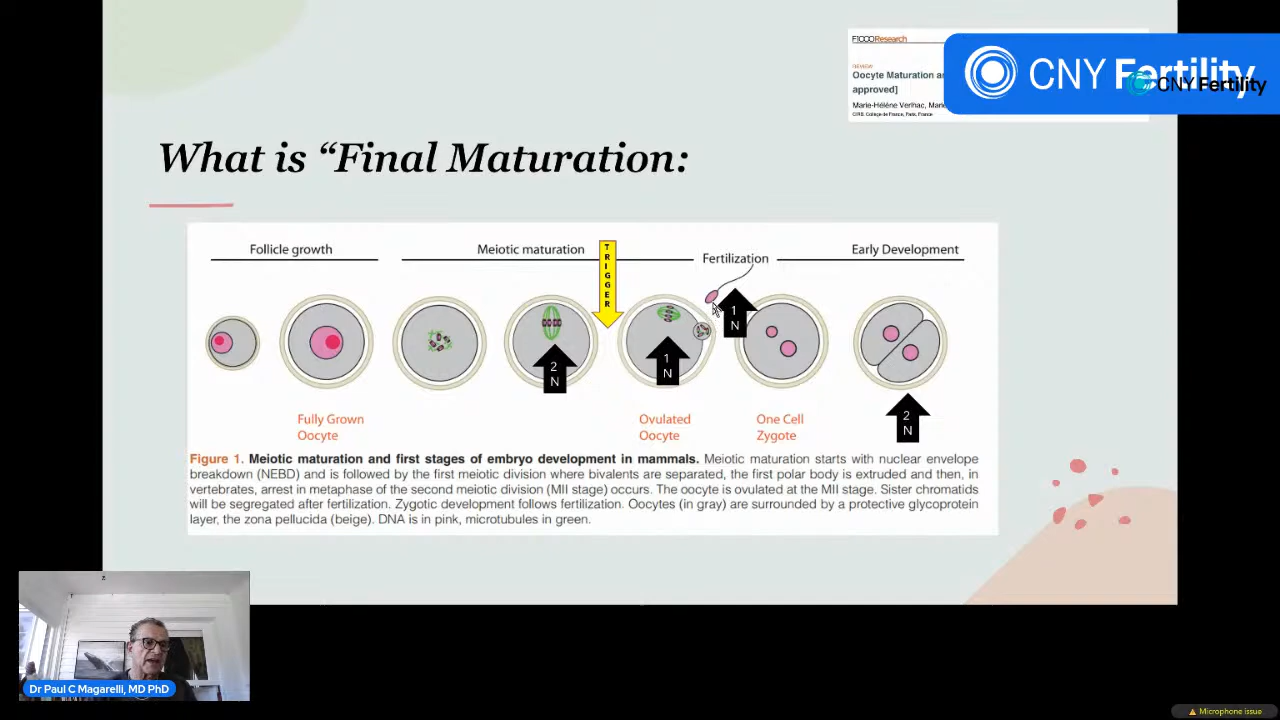 F1000Research
CNY Fertility
CNY Fertility
REVIEW
Oocyte Maturation
approved]
Marie-Hélène Verlhac,
CIRB, Collège de France, Paris, France
What is “Final Maturation:
Follicle growth
Meiotic maturation
TRIGGER
Fertilization
Early Development
1
N
2
N
1
N
2
N
Fully Grown
Oocyte
Ovulated
Oocyte
One Cell
Zygote
Figure 1. Meiotic maturation and first stages of embryo development in mammals. Meiotic maturation starts with nuclear envelope
breakdown (NEBD) and is followed by the first meiotic division where bivalents are separated, the first polar body is extruded and then, in
vertebrates, arrest in metaphase of the second meiotic division (MII stage) occurs. The oocyte is ovulated at the MII stage. Sister chromatids
will be segregated after fertilization. Zygotic development follows fertilization. Oocytes (in gray) are surrounded by a protective glycoprotein
layer, the zona pellucida (beige). DNA is in pink, microtubules in green.
Dr Paul C Magarelli, MD PhD
Microphone issue